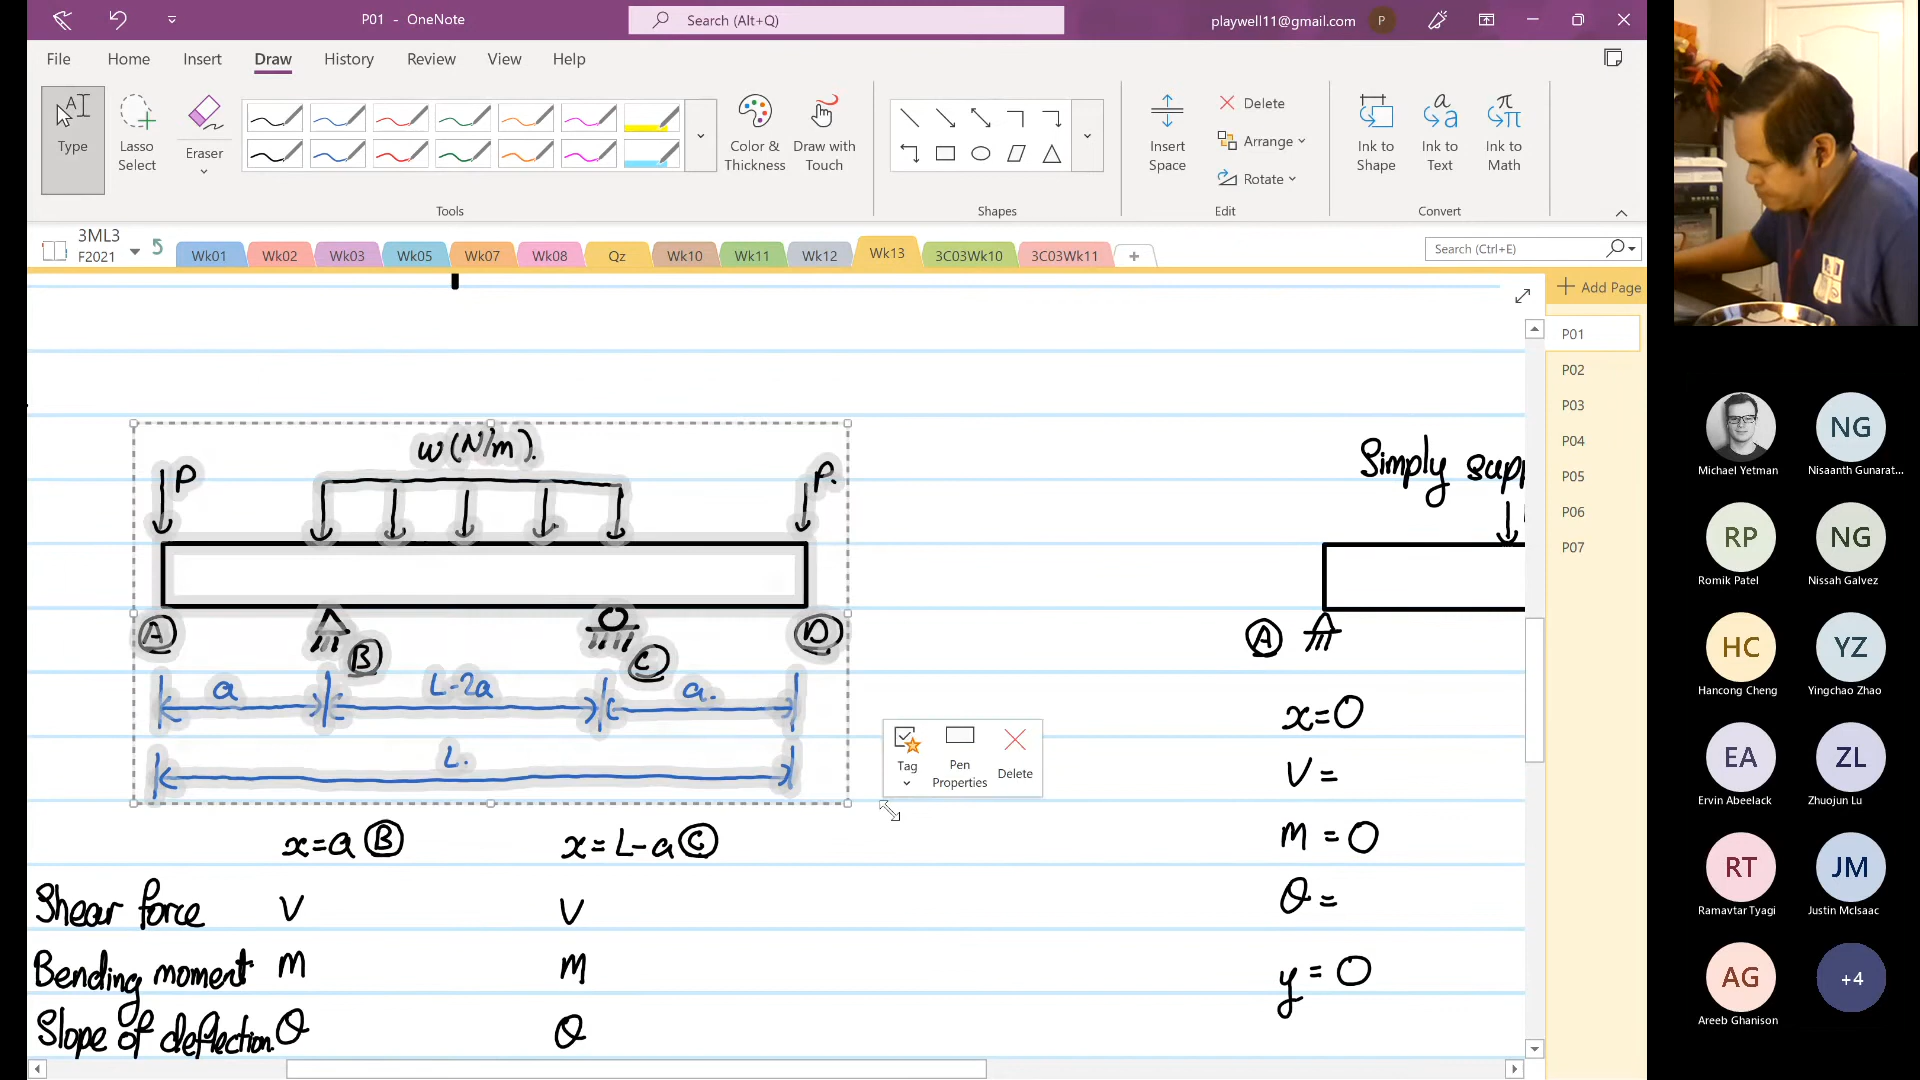 P01 - OneNote
Search (Alt+Q)
playwell11@gmail.com
P
File Home Insert Draw History Review View Help
Type
Lasso Select
Eraser
Color & Thickness
Draw with Touch
Insert Space
Delete
Arrange
Rotate
Ink to Shape
Ink to Text
Ink to Math
Tools
Shapes
Edit
Convert
3ML3 F2021
Wk01 Wk02 Wk03 Wk05 Wk07 Wk08 Qz Wk10 Wk11 Wk12 Wk13 3C03Wk10 3C03Wk11
Search (Ctrl+E)
Add Page
P01
P02
P03
P04
P05
P06
P07
w(N/m).
P
P.
A
B
C
D
a
L-2a
a.
L.
Tag
Pen Properties
Delete
x=a B
x=L-a C
Shear force V V
Bending moment M M
Slope of deflection. θ θ
Simply supp
A
x=0
V=
M=0
θ=
y=0
Michael Yetman
NG
Nisaanth Gunarat...
RP
Romik Patel
NG
Nissah Galvez
HC
Hancong Cheng
YZ
Yingchao Zhao
EA
Ervin Abeelack
ZL
Zhuojun Lu
RT
Ramavtar Tyagi
JM
Justin McIsaac
AG
Areeb Ghanison
+4